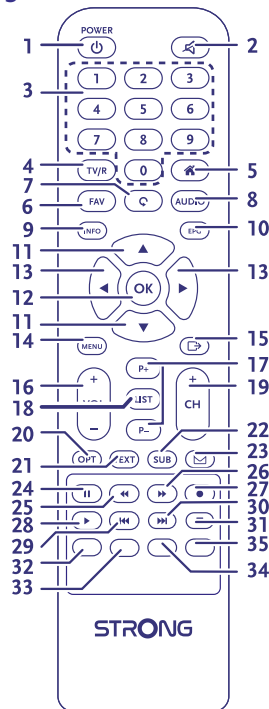 POWER
1 2
1 2 3
3
4 5 6
7 8 9
4 TV/R 0 5
7
6 FAV AUDIO 8
9 INFO EPG 10
11
13 13
12 OK
11
14 MENU 15
P+ 17
16 + + 19
18 VOL LIST CH
− P− −
20 22
OPT TEXT SUB 23
21 26
24 27
25 30
28 31
29 35
32 34
33
STRONG